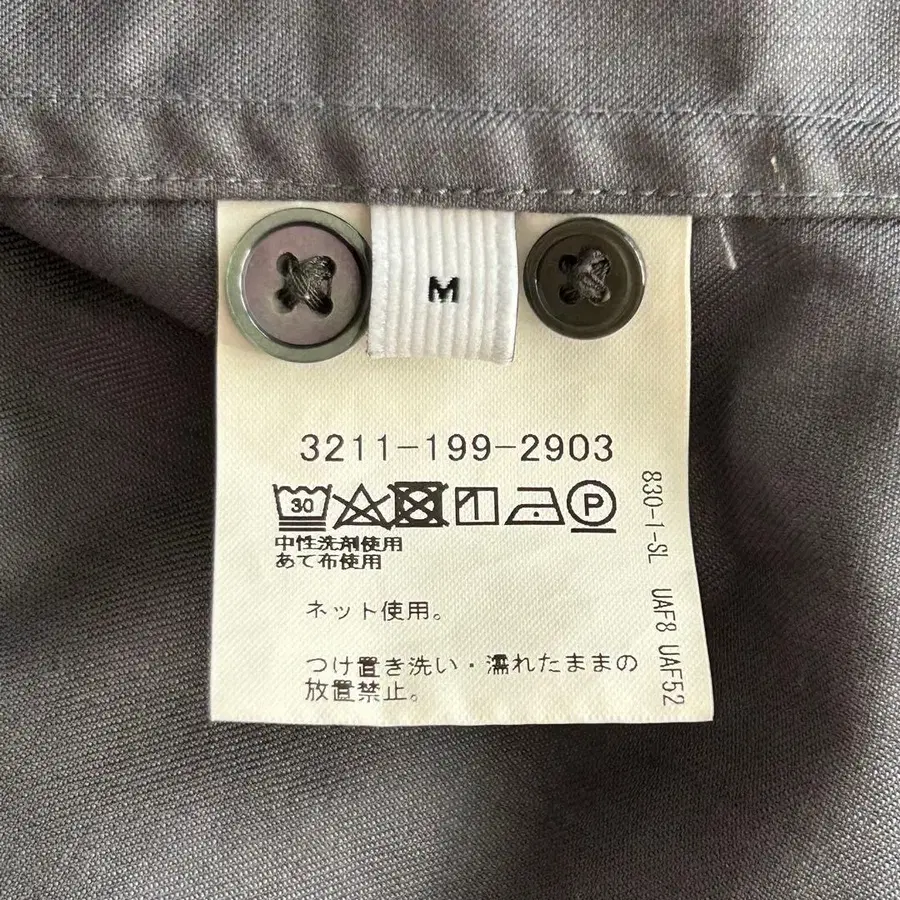 M
3211-199-2903
30 P
中性洗剤使用
あて布使用
ネット使用。
つけ置き洗い・濡れたままの
放置禁止。
830-1-SL UAF8 UAF52